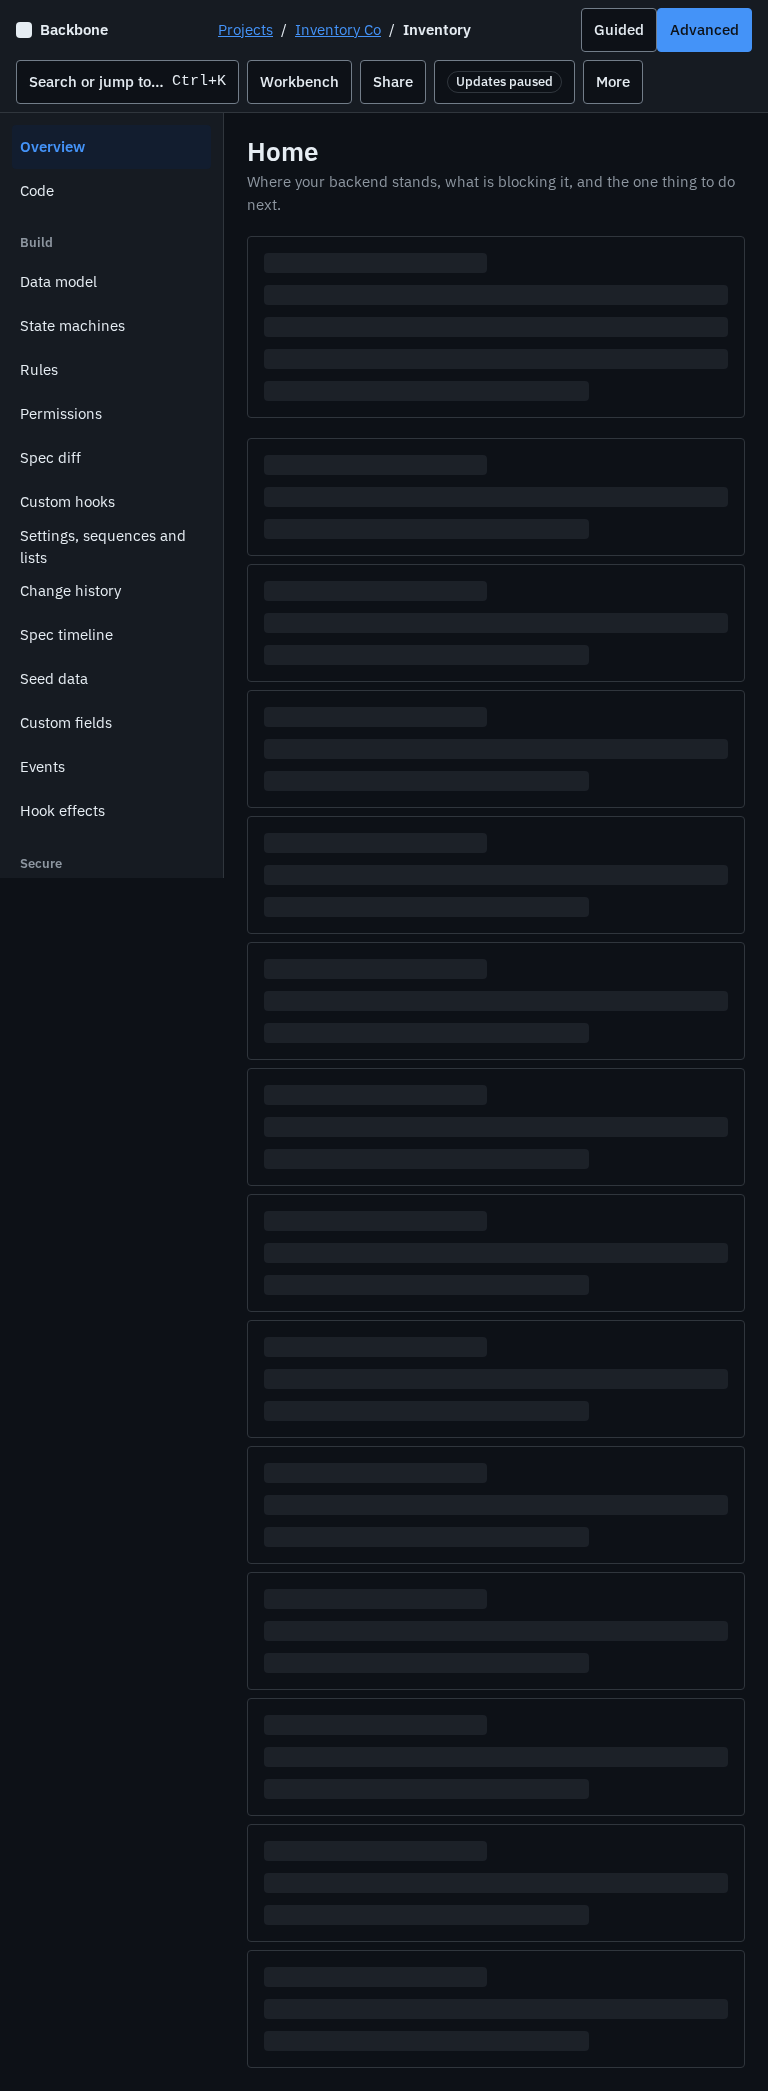 Backbone
Projects / Inventory Co / Inventory
Guided Advanced
Search or jump to... Ctrl+K Workbench Share Updates paused More
Overview
Code
Build
Data model
State machines
Rules
Permissions
Spec diff
Custom hooks
Settings, sequences and
lists
Change history
Spec timeline
Seed data
Custom fields
Events
Hook effects
Secure
Home
Where your backend stands, what is blocking it, and the one thing to do
next.